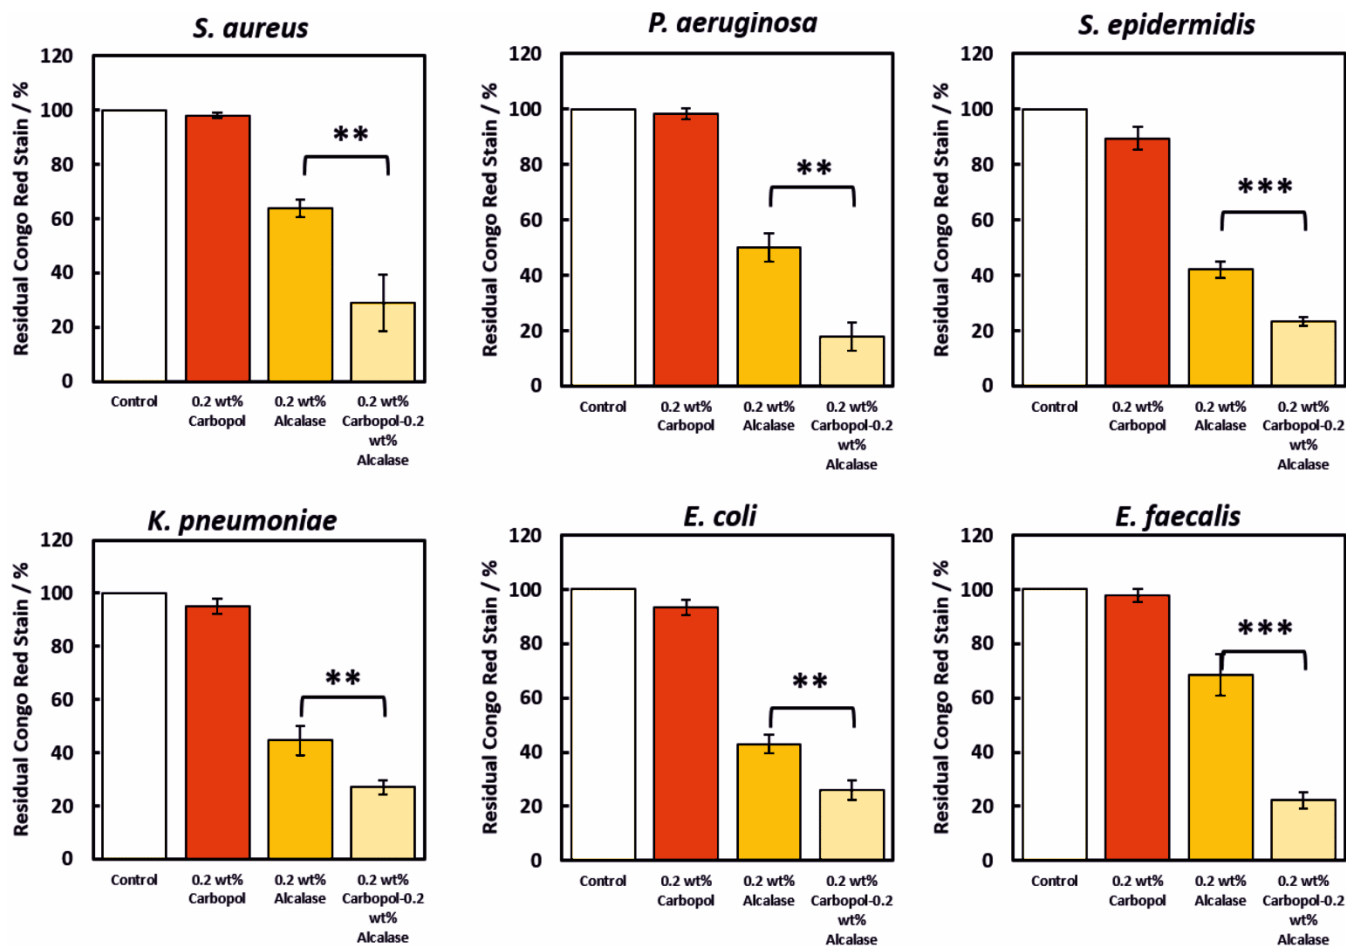 S. aureus
Residual Congo Red Stain / %
120
100
80
60
40
20
0
**
Control
0.2 wt%
Carbopol
0.2 wt%
Alcalase
0.2 wt%
Carbopol-0.2
wt%
Alcalase
P. aeruginosa
Residual Congo Red Stain / %
120
100
80
60
40
20
0
**
Control
0.2 wt%
Carbopol
0.2 wt%
Alcalase
0.2 wt%
Carbopol-0.2
wt%
Alcalase
S. epidermidis
Residual Congo Red Stain / %
120
100
80
60
40
20
0
***
Control
0.2 wt%
Carbopol
0.2 wt%
Alcalase
0.2 wt%
Carbopol-0.2
wt%
Alcalase
K. pneumoniae
Residual Congo Red Stain / %
120
100
80
60
40
20
0
**
Control
0.2 wt%
Carbopol
0.2 wt%
Alcalase
0.2 wt%
Carbopol-0.2
wt%
Alcalase
E. coli
Residual Congo Red Stain / %
120
100
80
60
40
20
0
**
Control
0.2 wt%
Carbopol
0.2 wt%
Alcalase
0.2 wt%
Carbopol-0.2
wt%
Alcalase
E. faecalis
Residual Congo Red Stain / %
120
100
80
60
40
20
0
***
Control
0.2 wt%
Carbopol
0.2 wt%
Alcalase
0.2 wt%
Carbopol-0.2
wt%
Alcalase